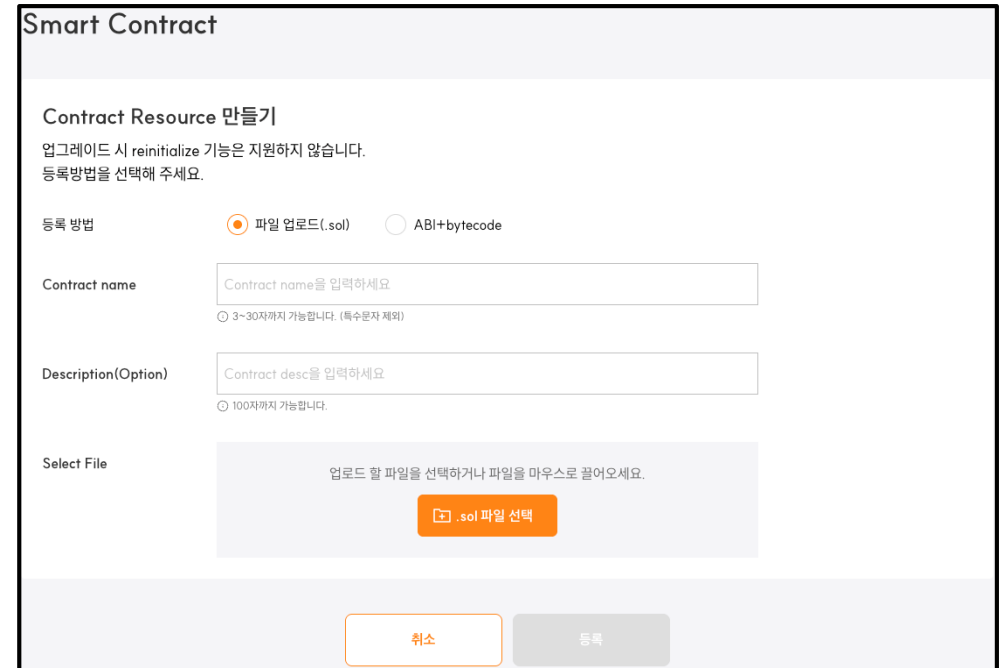 Smart Contract
Contract Resource 만들기
업그레이드 시 reinitialize 기능은 지원하지 않습니다.
등록방법을 선택해 주세요.
등록 방법
파일 업로드(.sol)
ABI+bytecode
Contract name
Contract name을 입력하세요
3~30자까지 가능합니다. (특수문자 제외)
Description(Option)
Contract desc을 입력하세요
100자까지 가능합니다.
Select File
업로드 할 파일을 선택하거나 파일을 마우스로 끌어오세요.
.sol 파일 선택
취소
등록